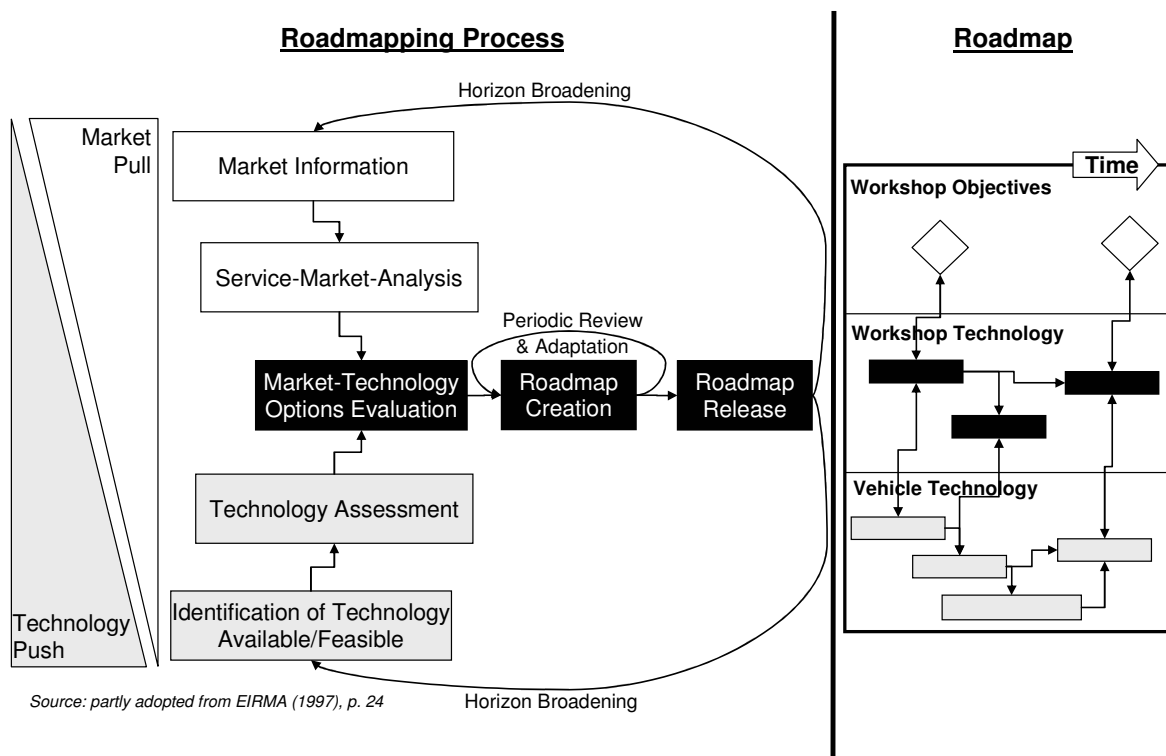 Roadmapping Process
Roadmap
Horizon Broadening
Market
Pull
Market Information
Service-Market-Analysis
Periodic Review
& Adaptation
Market-Technology
Options Evaluation
Roadmap
Creation
Roadmap
Release
Technology Assessment
Identification of Technology
Available/Feasible
Technology
Push
Horizon Broadening
Source: partly adopted from EIRMA (1997), p. 24
Time
Workshop Objectives
Workshop Technology
Vehicle Technology